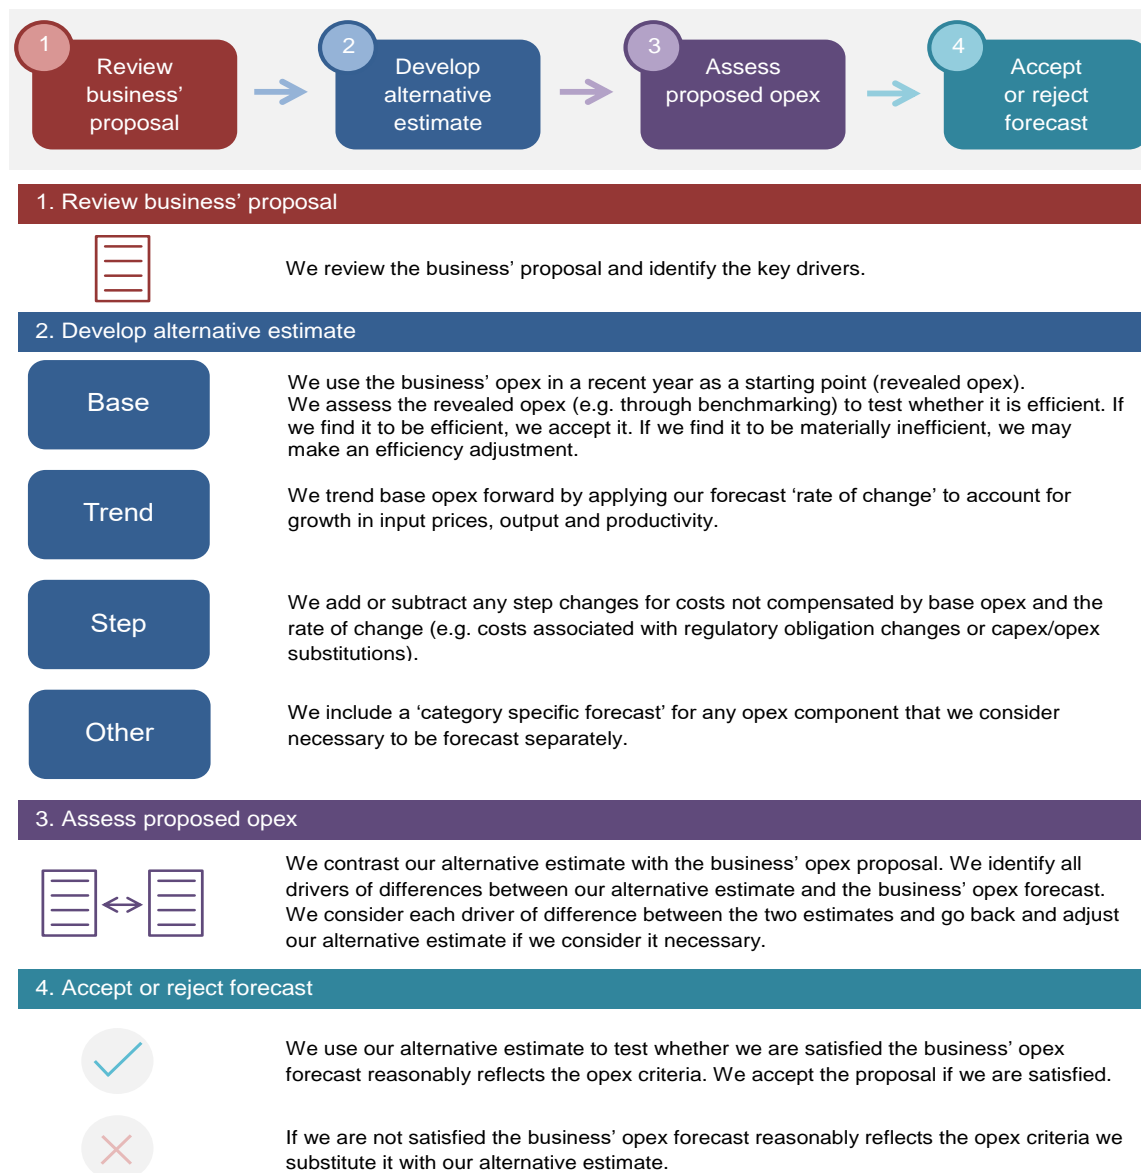 1
Review
business’
proposal
2
Develop
alternative
estimate
3
Assess
proposed opex
4
Accept
or reject
forecast
1. Review business’ proposal
We review the business’ proposal and identify the key drivers.
2. Develop alternative estimate
Base
We use the business’ opex in a recent year as a starting point (revealed opex).
We assess the revealed opex (e.g. through benchmarking) to test whether it is efficient. If
we find it to be efficient, we accept it. If we find it to be materially inefficient, we may
make an efficiency adjustment.
Trend
We trend base opex forward by applying our forecast ‘rate of change’ to account for
growth in input prices, output and productivity.
Step
We add or subtract any step changes for costs not compensated by base opex and the
rate of change (e.g. costs associated with regulatory obligation changes or capex/opex
substitutions).
Other
We include a ‘category specific forecast’ for any opex component that we consider
necessary to be forecast separately.
3. Assess proposed opex
We contrast our alternative estimate with the business’ opex proposal. We identify all
drivers of differences between our alternative estimate and the business’ opex forecast.
We consider each driver of difference between the two estimates and go back and adjust
our alternative estimate if we consider it necessary.
4. Accept or reject forecast
We use our alternative estimate to test whether we are satisfied the business’ opex
forecast reasonably reflects the opex criteria. We accept the proposal if we are satisfied.
If we are not satisfied the business’ opex forecast reasonably reflects the opex criteria we
substitute it with our alternative estimate.